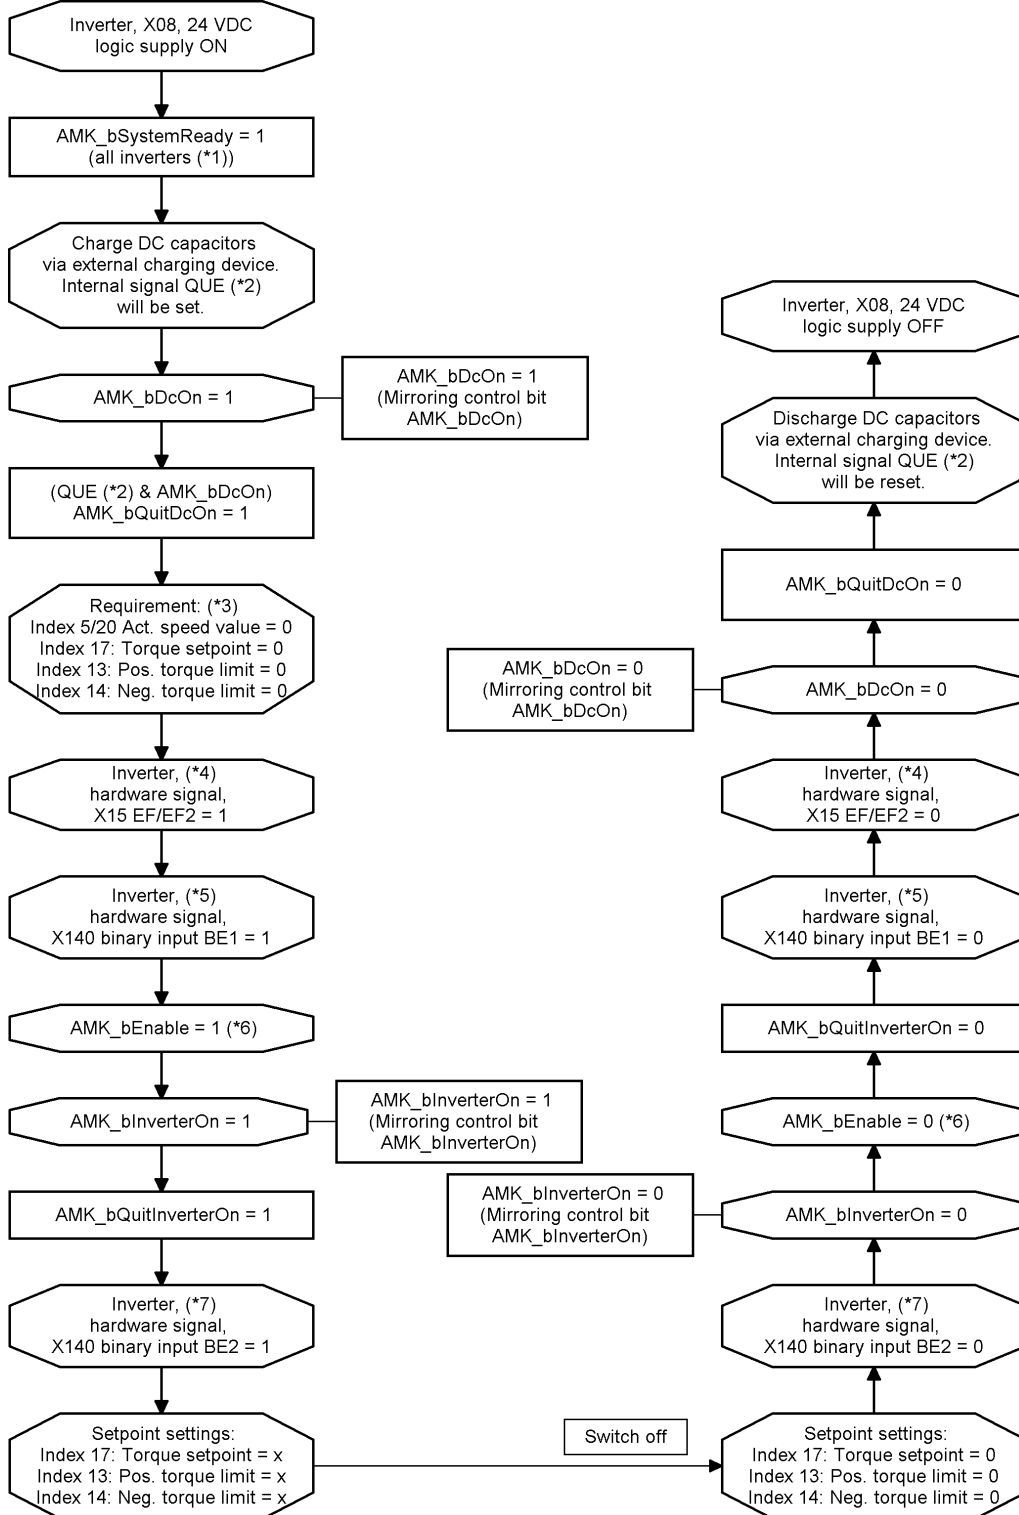 Inverter, X08, 24 VDC
logic supply ON
AMK_bSystemReady = 1
(all inverters (*1))
Charge DC capacitors
via external charging device.
Internal signal QUE (*2)
will be set.
AMK_bDcOn = 1
AMK_bDcOn = 1
(Mirroring control bit
AMK_bDcOn)
(QUE (*2) & AMK_bDcOn)
AMK_bQuitDcOn = 1
Requirement: (*3)
Index 5/20 Act. speed value = 0
Index 17: Torque setpoint = 0
Index 13: Pos. torque limit = 0
Index 14: Neg. torque limit = 0
Inverter, (*4)
hardware signal,
X15 EF/EF2 = 1
Inverter, (*5)
hardware signal,
X140 binary input BE1 = 1
AMK_bEnable = 1 (*6)
AMK_bInverterOn = 1
AMK_bInverterOn = 1
(Mirroring control bit
AMK_bInverterOn)
AMK_bQuitInverterOn = 1
Inverter, (*7)
hardware signal,
X140 binary input BE2 = 1
Setpoint settings:
Index 17: Torque setpoint = x
Index 13: Pos. torque limit = x
Index 14: Neg. torque limit = x
Switch off
Inverter, X08, 24 VDC
logic supply OFF
Discharge DC capacitors
via external charging device.
Internal signal QUE (*2)
will be reset.
AMK_bQuitDcOn = 0
AMK_bDcOn = 0
(Mirroring control bit
AMK_bDcOn)
AMK_bDcOn = 0
Inverter, (*4)
hardware signal,
X15 EF/EF2 = 0
Inverter, (*5)
hardware signal,
X140 binary input BE1 = 0
AMK_bQuitInverterOn = 0
AMK_bEnable = 0 (*6)
AMK_bInverterOn = 0
(Mirroring control bit
AMK_bInverterOn)
AMK_bInverterOn = 0
Inverter, (*7)
hardware signal,
X140 binary input BE2 = 0
Setpoint settings:
Index 17: Torque setpoint = 0
Index 13: Pos. torque limit = 0
Index 14: Neg. torque limit = 0